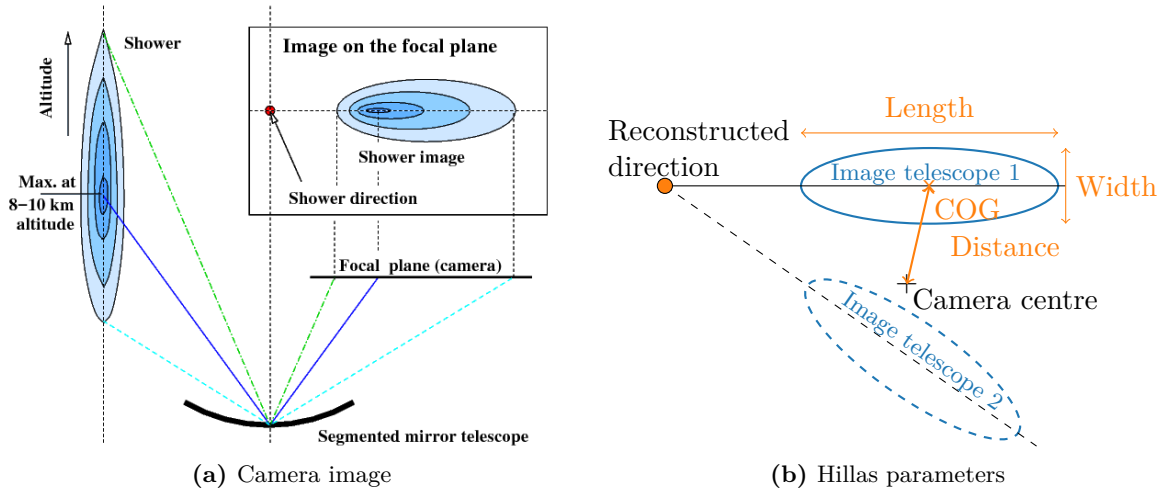 Shower
Altitude
Max. at
8−10 km
altitude
Image on the focal plane
Shower image
Shower direction
Focal plane (camera)
Segmented mirror telescope
(a) Camera image
Reconstructed
direction
Length
Image telescope 1
Width
COG
Distance
Camera centre
Image telescope 2
(b) Hillas parameters